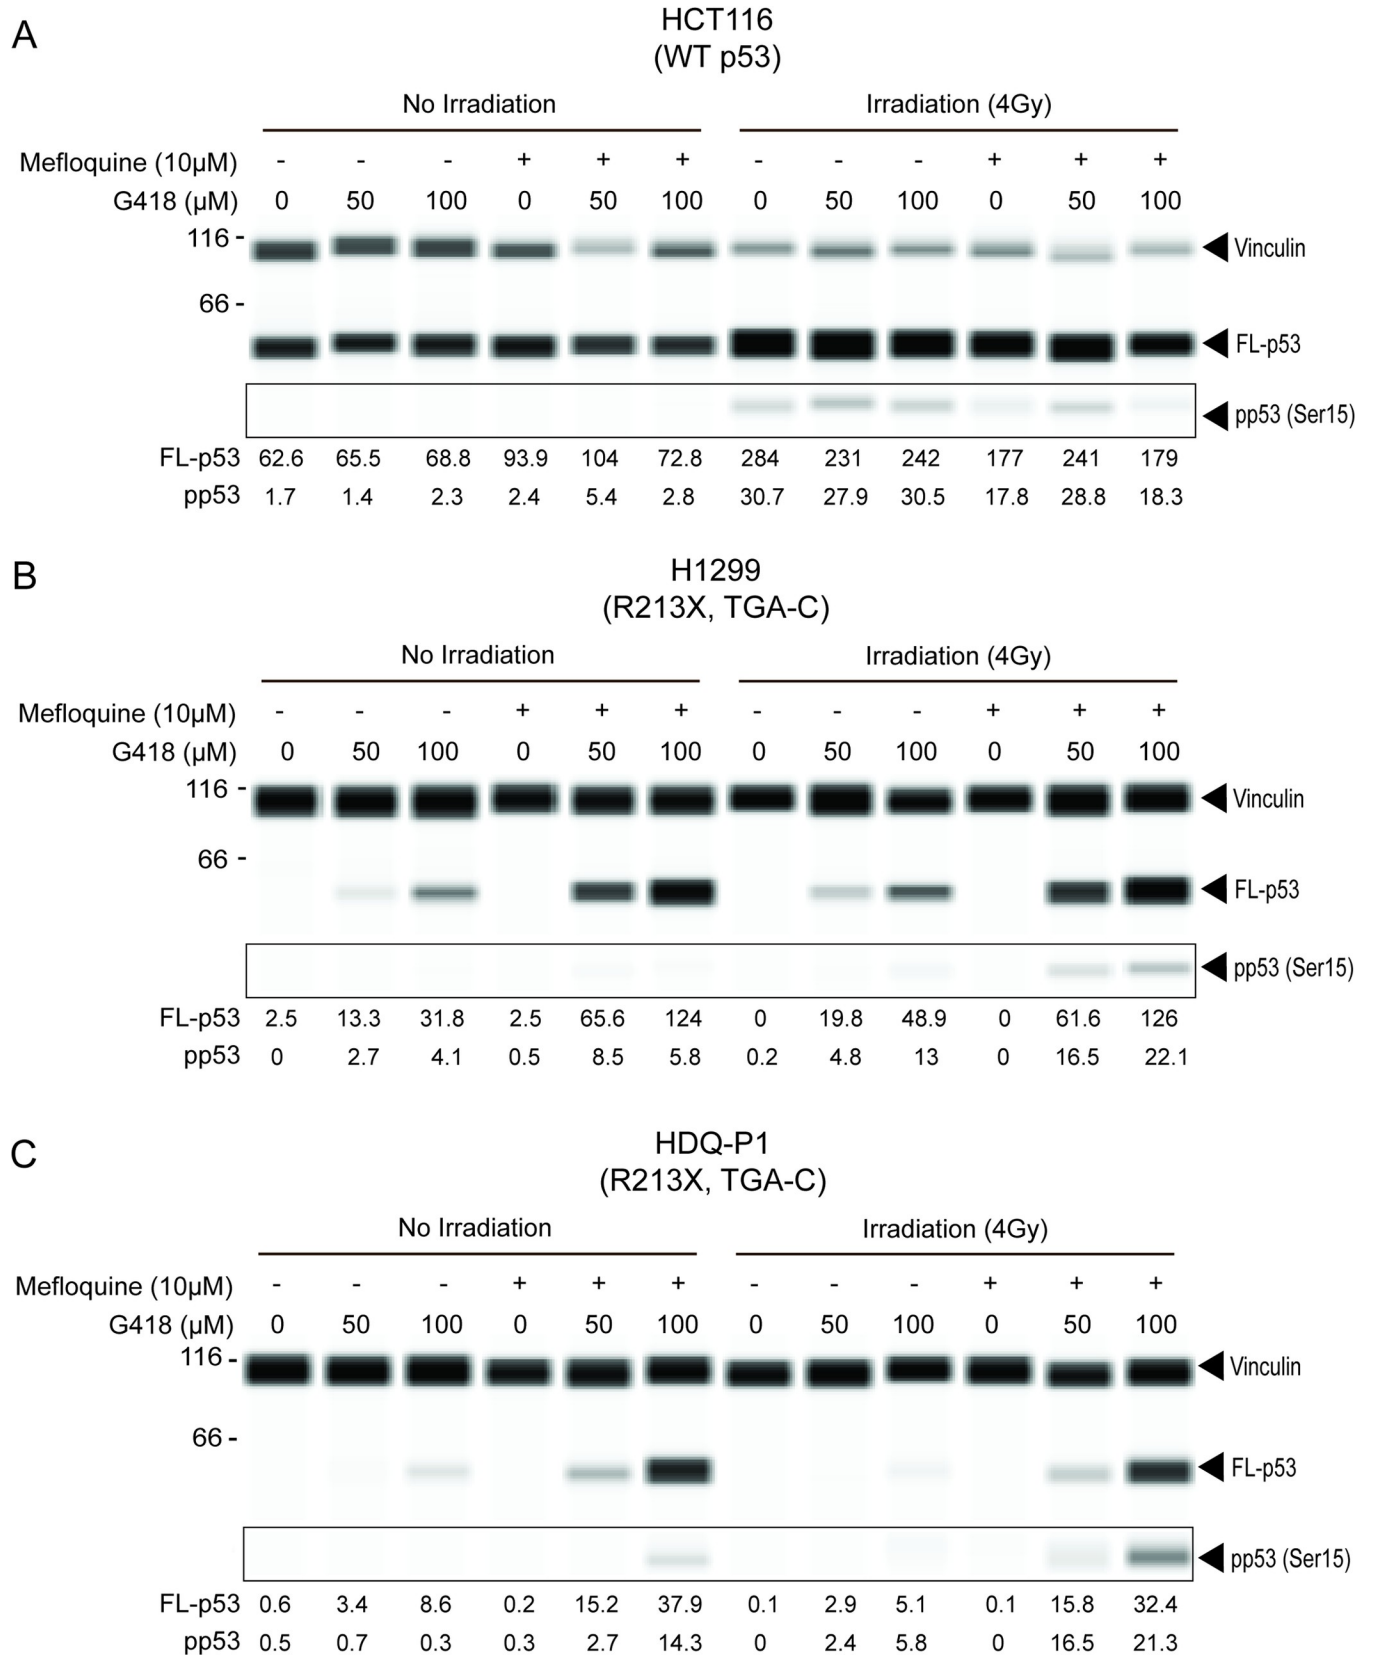 A
HCT116
(WT p53)
No Irradiation Irradiation (4Gy)
Mefloquine (10µM) - - - + + + - - - + + +
G418 (µM) 0 50 100 0 50 100 0 50 100 0 50 100
116 - Vinculin
66 -
FL-p53
pp53 (Ser15)
FL-p53 62.6 65.5 68.8 93.9 104 72.8 284 231 242 177 241 179
pp53 1.7 1.4 2.3 2.4 5.4 2.8 30.7 27.9 30.5 17.8 28.8 18.3
B
H1299
(R213X, TGA-C)
No Irradiation Irradiation (4Gy)
Mefloquine (10µM) - - - + + + - - - + + +
G418 (µM) 0 50 100 0 50 100 0 50 100 0 50 100
116 - Vinculin
66 -
FL-p53
pp53 (Ser15)
FL-p53 2.5 13.3 31.8 2.5 65.6 124 0 19.8 48.9 0 61.6 126
pp53 0 2.7 4.1 0.5 8.5 5.8 0.2 4.8 13 0 16.5 22.1
C
HDQ-P1
(R213X, TGA-C)
No Irradiation Irradiation (4Gy)
Mefloquine (10µM) - - - + + + - - - + + +
G418 (µM) 0 50 100 0 50 100 0 50 100 0 50 100
116 - Vinculin
66 -
FL-p53
pp53 (Ser15)
FL-p53 0.6 3.4 8.6 0.2 15.2 37.9 0.1 2.9 5.1 0.1 15.8 32.4
pp53 0.5 0.7 0.3 0.3 2.7 14.3 0 2.4 5.8 0 16.5 21.3